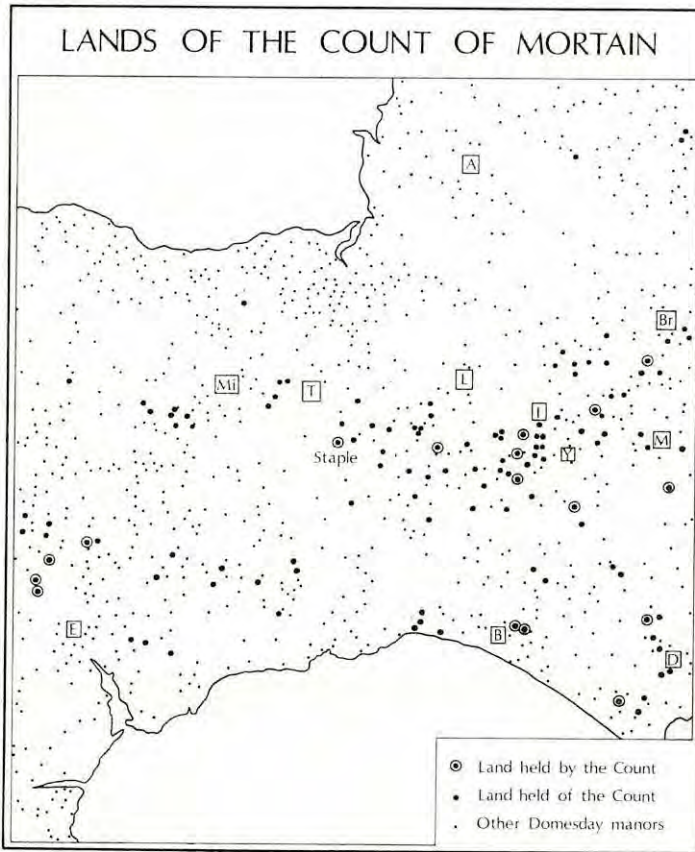 LANDS OF THE COUNT OF MORTAIN
A
Br
Mi
T
L
I
M
Y
Staple
E
B
D
Land held by the Count
Land held of the Count
Other Domesday manors